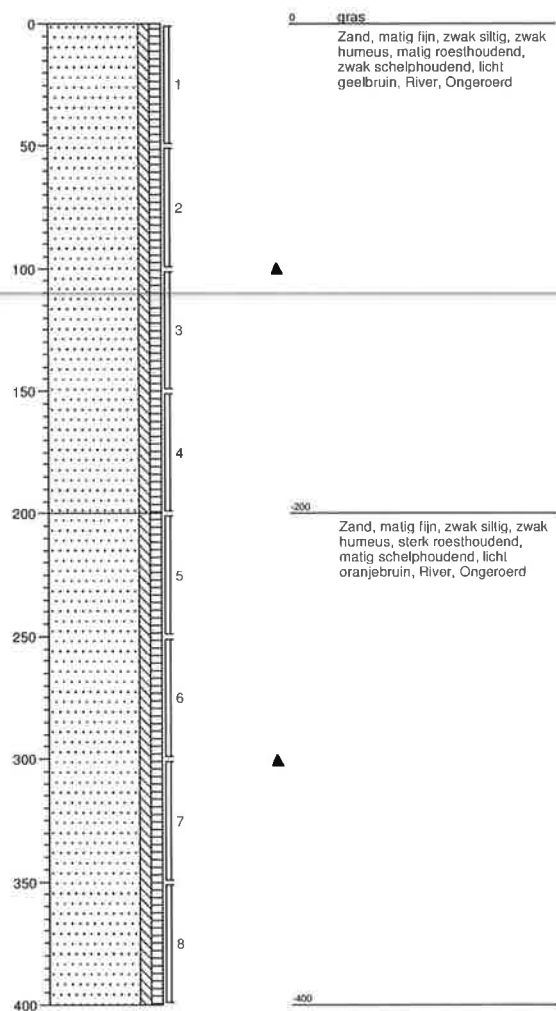 0
50
100
150
200
250
300
350
400
1
2
3
4
5
6
7
8
0 gras
Zand, matig fijn, zwak siltig, zwak
humeus, matig roesthoudend,
zwak schelphoudend, licht
geelbruin, River, Ongeroerd
-200
Zand, matig fijn, zwak siltig, zwak
humeus, sterk roesthoudend,
matig schelphoudend, licht
oranjebruin, River, Ongeroerd
-400